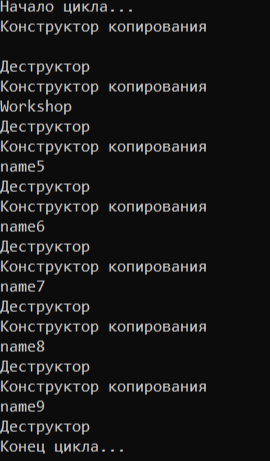 Начало цикла...
Конструктор копирования

Деструктор
Конструктор копирования
Workshop
Деструктор
Конструктор копирования
name5
Деструктор
Конструктор копирования
name6
Деструктор
Конструктор копирования
name7
Деструктор
Конструктор копирования
name8
Деструктор
Конструктор копирования
name9
Деструктор
Конец цикла...